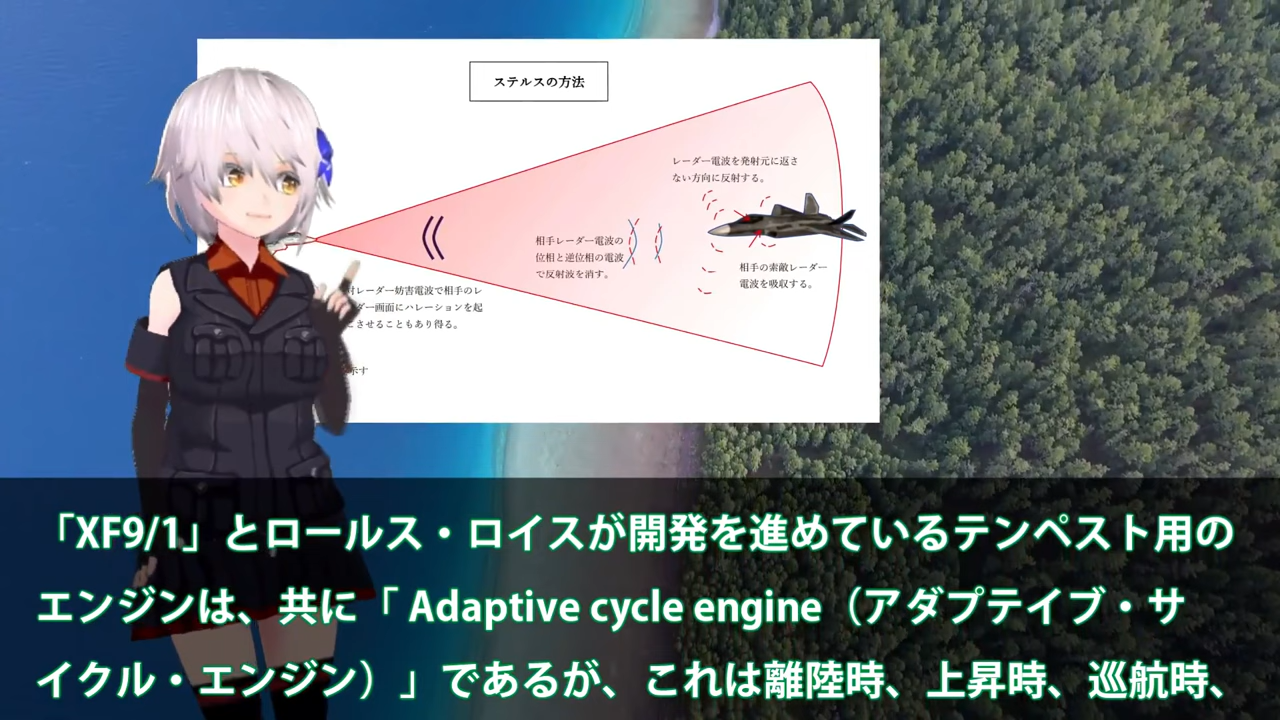 ステルスの方法
レーダー電波を発射元に返さ
ない方向に反射する。
相手レーダー電波の
位相と逆位相の電波
で反射波を消す。
相手の索敵レーダー
電波を吸収する。
レーダー妨害電波で相手のレ
ダー画面にハレーションを起
こさせることもあり得る。
示す
「XF9/1」とロールス・ロイスが開発を進めているテンペスト用の
エンジンは、共に「 Adaptive cycle engine（アダプテイブ・サ
イクル・エンジン）」であるが、これは離陸時、上昇時、巡航時、